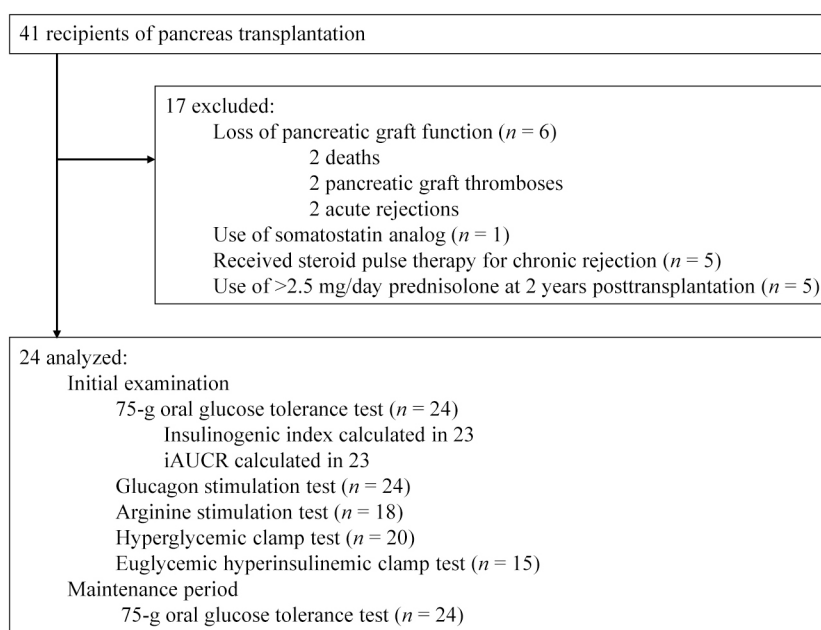 41 recipients of pancreas transplantation
17 excluded:
Loss of pancreatic graft function (n = 6)
2 deaths
2 pancreatic graft thromboses
2 acute rejections
Use of somatostatin analog (n = 1)
Received steroid pulse therapy for chronic rejection (n = 5)
Use of >2.5 mg/day prednisolone at 2 years posttransplantation (n = 5)
24 analyzed:
Initial examination
75-g oral glucose tolerance test (n = 24)
Insulinogenic index calculated in 23
iAUCR calculated in 23
Glucagon stimulation test (n = 24)
Arginine stimulation test (n = 18)
Hyperglycemic clamp test (n = 20)
Euglycemic hyperinsulinemic clamp test (n = 15)
Maintenance period
75-g oral glucose tolerance test (n = 24)